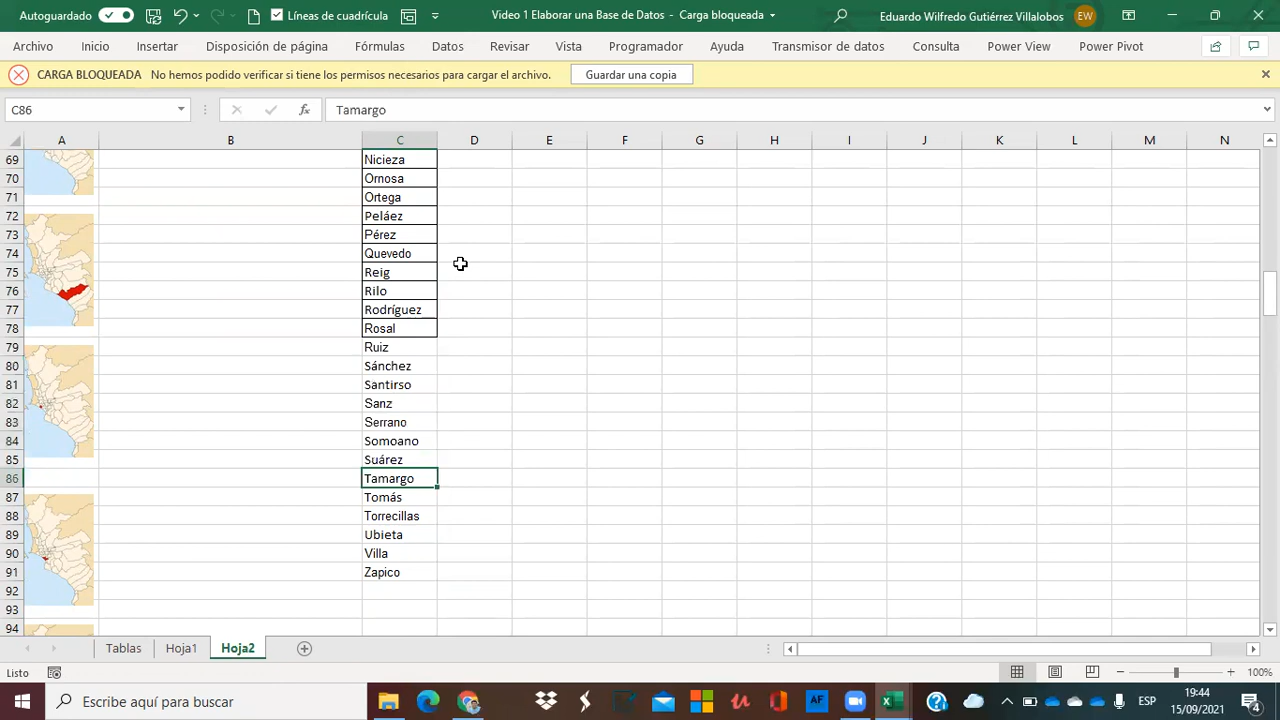 Autoguardado Líneas de cuadrícula Video 1 Elaborar una Base de Datos - Carga bloqueada Eduardo Wilfredo Gutiérrez Villalobos EW
Archivo Inicio Insertar Disposición de página Fórmulas Datos Revisar Vista Programador Ayuda Transmisor de datos Consulta Power View Power Pivot
CARGA BLOQUEADA No hemos podido verificar si tiene los permisos necesarios para cargar el archivo. Guardar una copia
C86 fx Tamargo
A B C D E F G H I J K L M N
69 Nicieza
70 Ornosa
71 Ortega
72 Peláez
73 Pérez
74 Quevedo
75 Reig
76 Rilo
77 Rodríguez
78 Rosal
79 Ruiz
80 Sánchez
81 Santirso
82 Sanz
83 Serrano
84 Somoano
85 Suárez
86 Tamargo
87 Tomás
88 Torrecillas
89 Ubieta
90 Villa
91 Zapico
92
93
94
Tablas Hoja1 Hoja2
Listo 100%
Escribe aquí para buscar AF ESP 19:44
15/09/2021 4